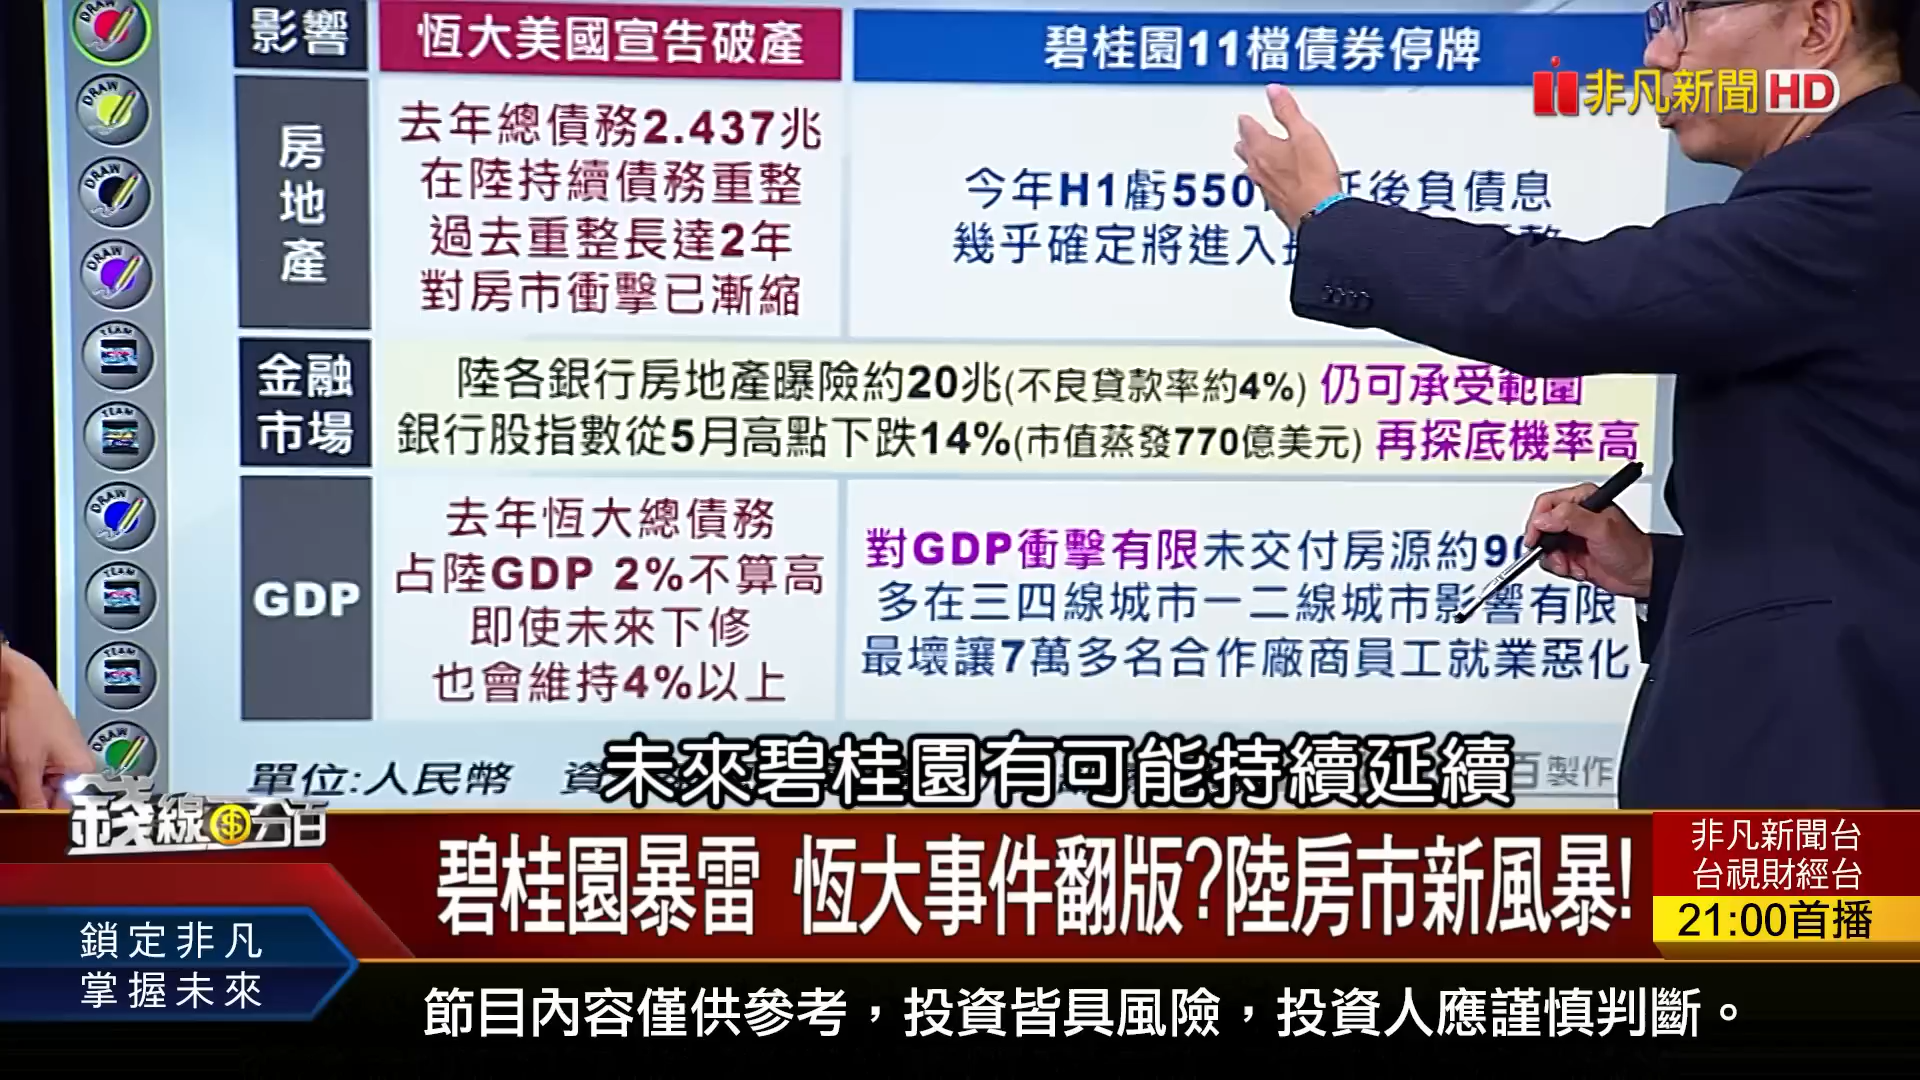 影響
恆大美國宣告破產
碧桂園11檔債券停牌
非凡新聞HD
房地產
去年總債務2.437兆
在陸持續債務重整
過去重整長達2年
對房市衝擊已漸縮
今年H1虧550
後負債息
幾乎確定將進入
金融市場
陸各銀行房地產曝險約20兆(不良貸款率約4%) 仍可承受範圍
銀行股指數從5月高點下跌14%(市值蒸發770億美元) 再探底機率高
GDP
去年恆大總債務
占陸GDP 2%不算高
即使未來下修
也會維持4%以上
對GDP衝擊有限未交付房源約9
多在三四線城市一二線城市影響有限
最壞讓7萬多名合作廠商員工就業惡化
DRAW
DRAW
DRAW
DRAW
TEAM
TEAM
DRAW
TEAM
TEAM
DRAW
單位:人民幣 資
百製作
未來碧桂園有可能持續延續
錢線百分百
碧桂園暴雷 恆大事件翻版?陸房市新風暴!
非凡新聞台
台視財經台
21:00首播
鎖定非凡
掌握未來
節目內容僅供參考，投資皆具風險，投資人應謹慎判斷。